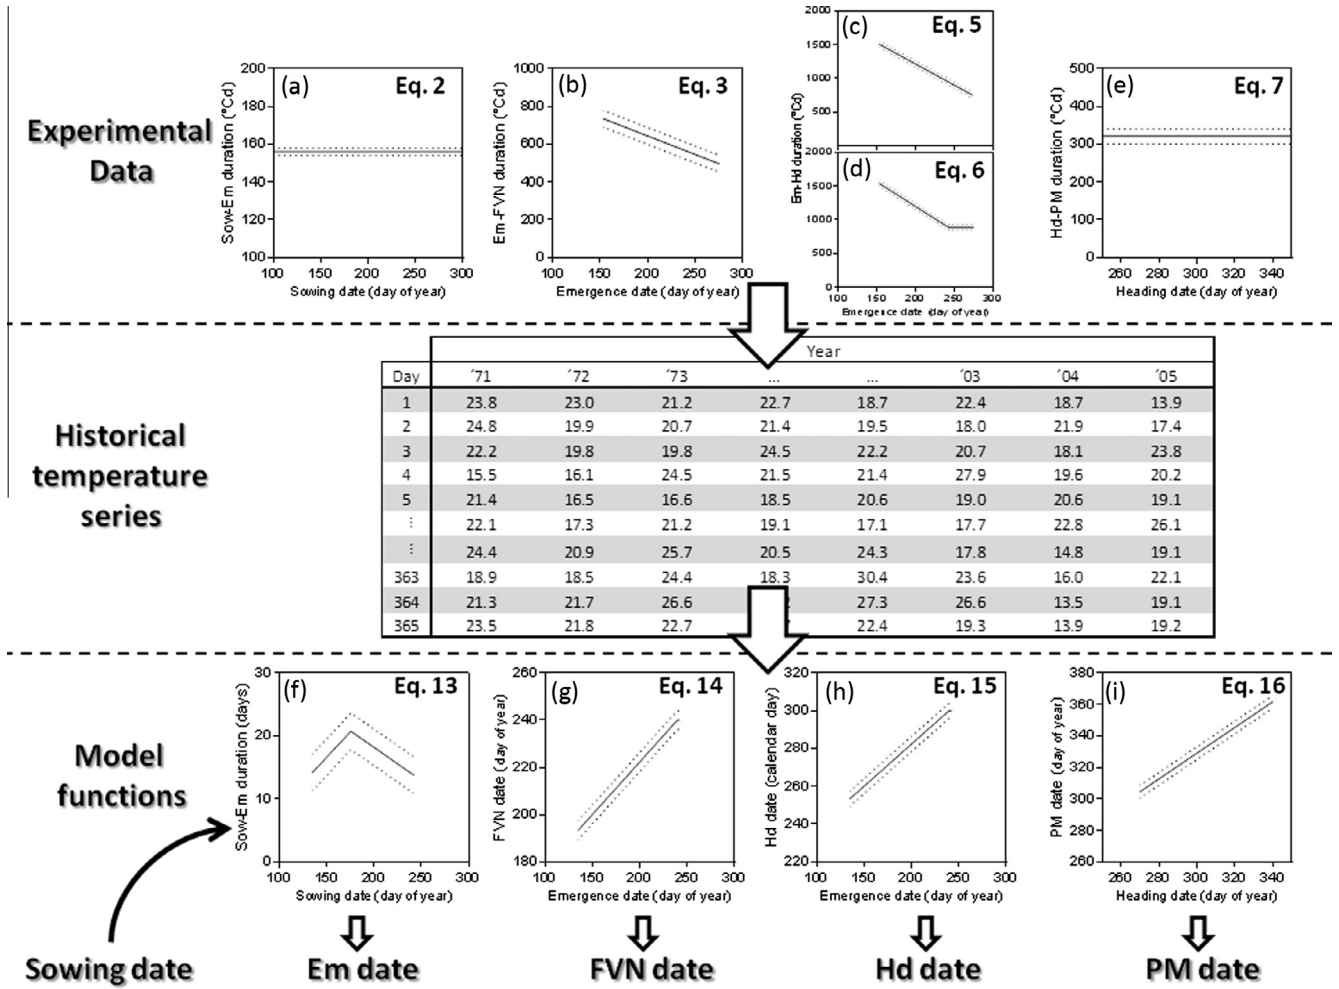 Experimental
Data
(a) Eq. 2
Sow-Em duration (°Cd)
200
180
160
140
120
100
100 150 200 250 300
Sowing date (day of year)
(b) Eq. 3
Em-FVN duration (°Cd)
1000
800
600
400
200
0
100 150 200 250 300
Emergence date (day of year)
(c) Eq. 5
2000
1500
1000
500
Em-Hd duration (°Cd)
(d) Eq. 6
2000
1500
1000
500
0
100 150 200 250 300
Emergence date (day of year)
(e) Eq. 7
Hd-PM duration (°Cd)
500
400
300
200
100
0
260 280 300 320 340
Heading date (day of year)
Historical
temperature
series
Year
Day ´71 ´72 ´73 ... ... ´03 ´04 ´05
1 23.8 23.0 21.2 22.7 18.7 22.4 18.7 13.9
2 24.8 19.9 20.7 21.4 19.5 18.0 21.9 17.4
3 22.2 19.8 19.8 24.5 22.2 20.7 18.1 23.8
4 15.5 16.1 24.5 21.5 21.4 27.9 19.6 20.2
5 21.4 16.5 16.6 18.5 20.6 19.0 20.6 19.1
⋮ 22.1 17.3 21.2 19.1 17.1 17.7 22.8 26.1
⋮ 24.4 20.9 25.7 20.5 24.3 17.8 14.8 19.1
363 18.9 18.5 24.4 18.3 30.4 23.6 16.0 22.1
364 21.3 21.7 26.6 27.3 26.6 13.5 19.1
365 23.5 21.8 22.7 22.4 19.3 13.9 19.2
Model
functions
(f) Eq. 13
Sow-Em duration (days)
30
20
10
0
100 150 200 250 300
Sowing date (day of year)
(g) Eq. 14
FVN date (day of year)
260
240
220
200
180
100 150 200 250 300
Emergence date (day of year)
(h) Eq. 15
Hd date (calendar day)
320
300
280
260
240
220
100 150 200 250 300
Emergence date (day of year)
(i) Eq. 16
PM date (day of year)
380
360
340
320
300
280
260
260 280 300 320 340
Heading date (day of year)
Sowing date
Em date
FVN date
Hd date
PM date